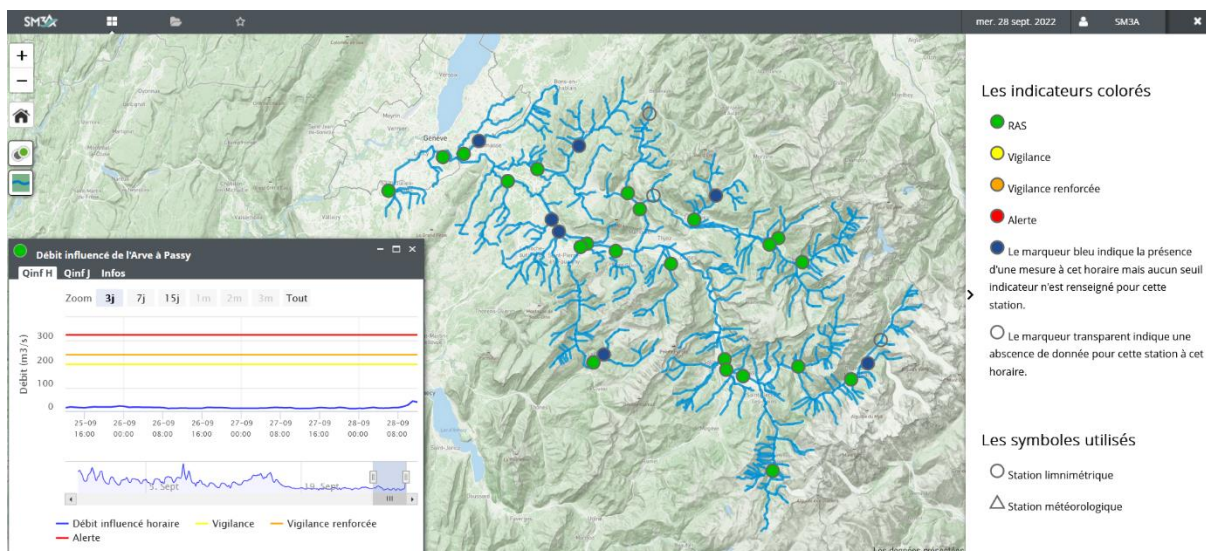 SM3A
mer. 28 sept. 2022
SM3A
×
+
−
Genève
Thyez
Débit influencé de l'Arve à Passy
Qinf H Qinf J Infos
Zoom 3j 7j 15j 1m 2m 3m Tout
Débit (m3/s)
300
200
100
0
25-09 16:00
26-09 00:00
26-09 08:00
26-09 16:00
27-09 00:00
27-09 08:00
27-09 16:00
28-09 00:00
28-09 08:00
5. Sept
19. Sept
Débit influencé horaire Vigilance Vigilance renforcée
Alerte
Les indicateurs colorés
RAS
Vigilance
Vigilance renforcée
Alerte
Le marqueur bleu indique la présence
d'une mesure à cet horaire mais aucun seuil
indicateur n'est renseigné pour cette
station.
Le marqueur transparent indique une
absence de donnée pour cette station à cet
horaire.
Les symboles utilisés
Station limnimétrique
Station météorologique